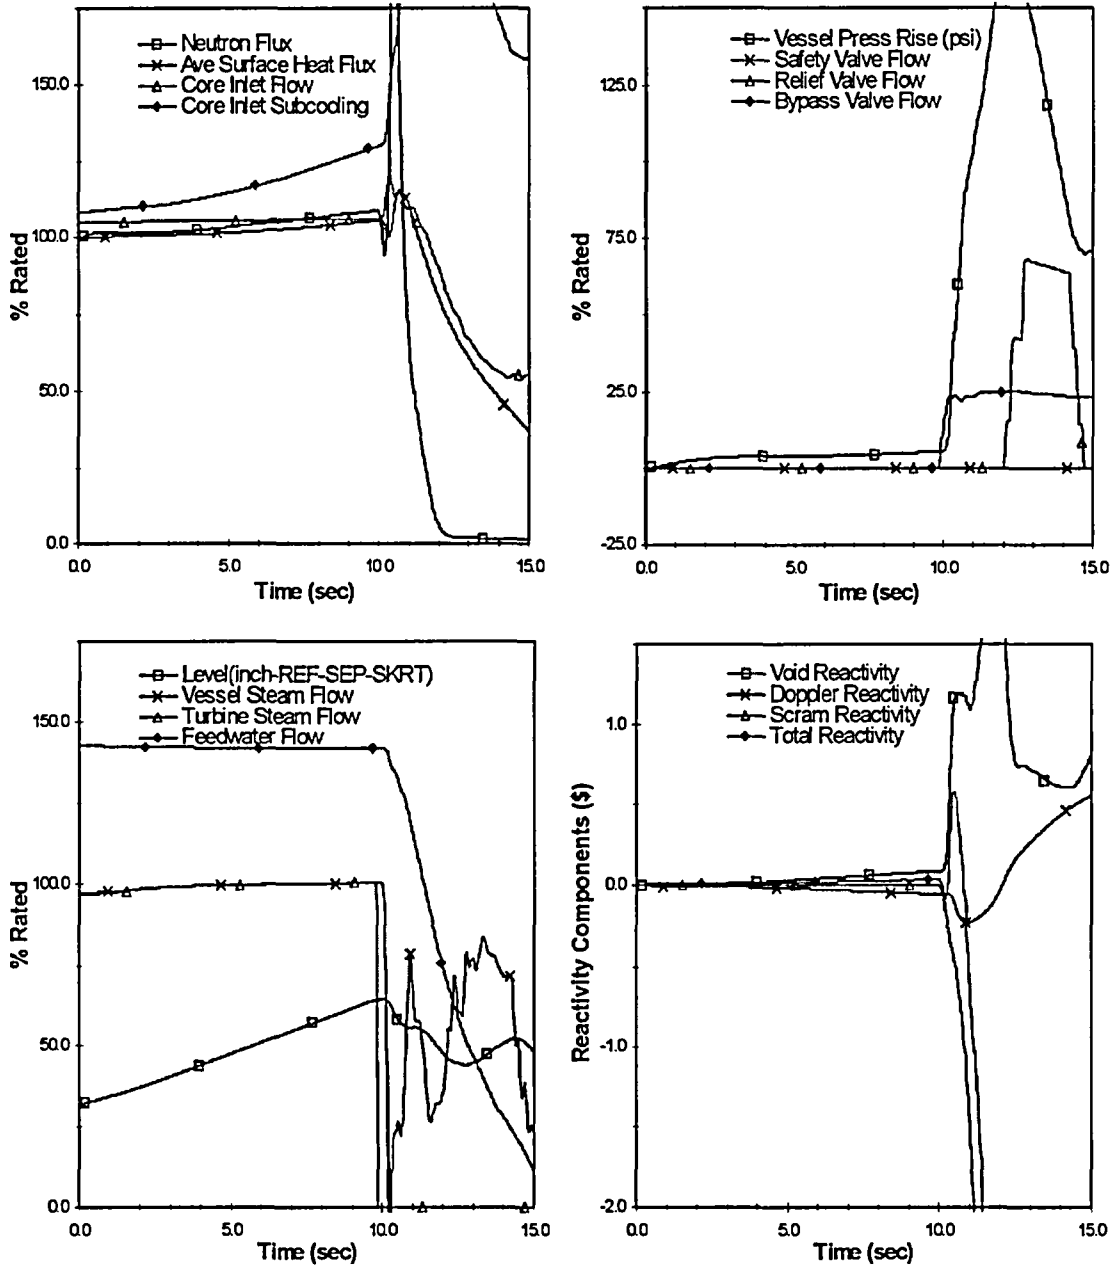 Neutron Flux
Ave Surface Heat Flux
Core Inlet Flow
Core Inlet Subcoding
150.0
100.0
50.0
0.0
% Rated
0.0 5.0 10.0 15.0
Time (sec)
Vessel Press Rise (psi)
Safety Valve Flow
Relief Valve Flow
Bypass Valve Flow
125.0
75.0
25.0
-25.0
% Rated
0.0 5.0 10.0 15.0
Time (sec)
Level(inch-REF-SEP-SKRT)
Vessel Steam Flow
Turbine Steam Flow
Feedwater Flow
150.0
100.0
50.0
0.0
% Rated
0.0 5.0 10.0 15.0
Time (sec)
Void Reactivity
Doppler Reactivity
Scram Reactivity
Total Reactivity
1.0
0.0
-1.0
-2.0
Reactivity Components ($)
0.0 5.0 10.0 15.0
Time (sec)